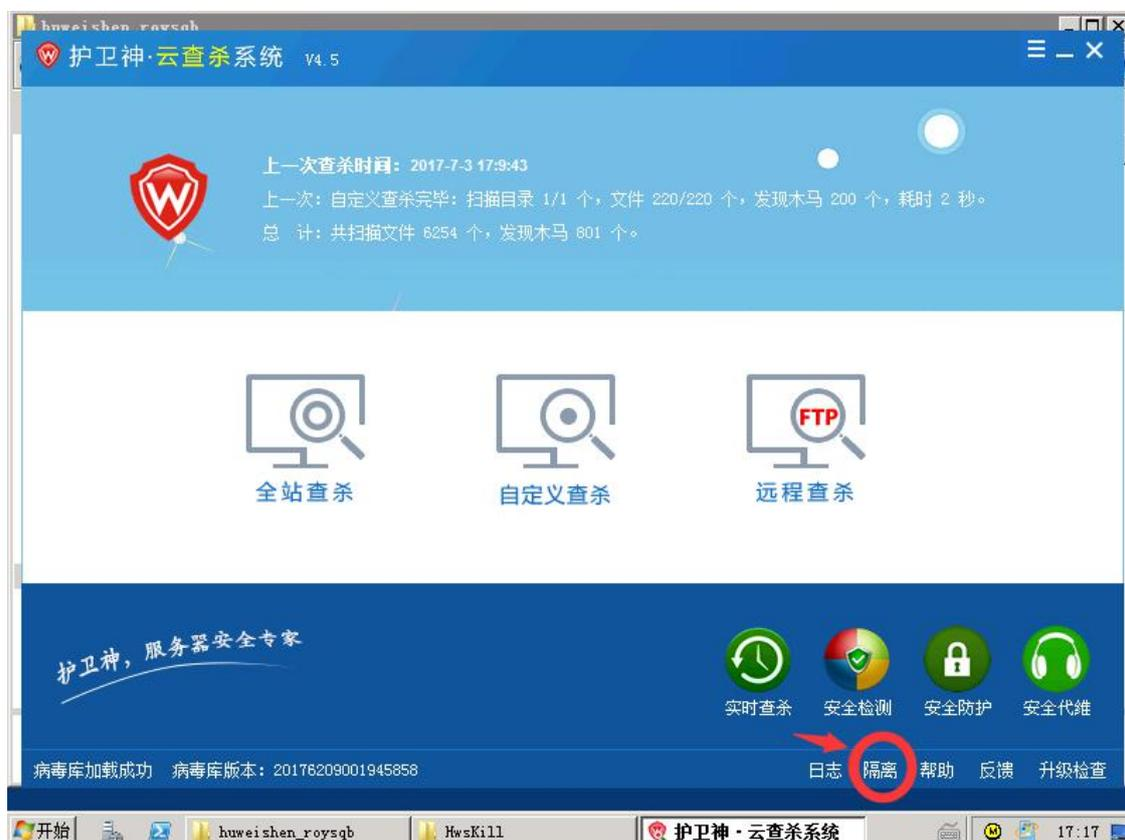 huweishen_roysqb
护卫神·云查杀系统 V4.5
上一次查杀时间：2017-7-3 17:9:43
上一次：自定义查杀完毕：扫描目录 1/1 个，文件 220/220 个，发现木马 200 个，耗时 2 秒。
总 计：共扫描文件 6254 个，发现木马 801 个。
W
FTP
全站查杀 自定义查杀 远程查杀
护卫神，服务器安全专家
实时查杀 安全检测 安全防护 安全代维
病毒库加载成功 病毒库版本：20176209001945858
日志 隔离 帮助 反馈 升级检查
开始 huweishen_roysqb HwsKill 护卫神·云查杀系统 17:17